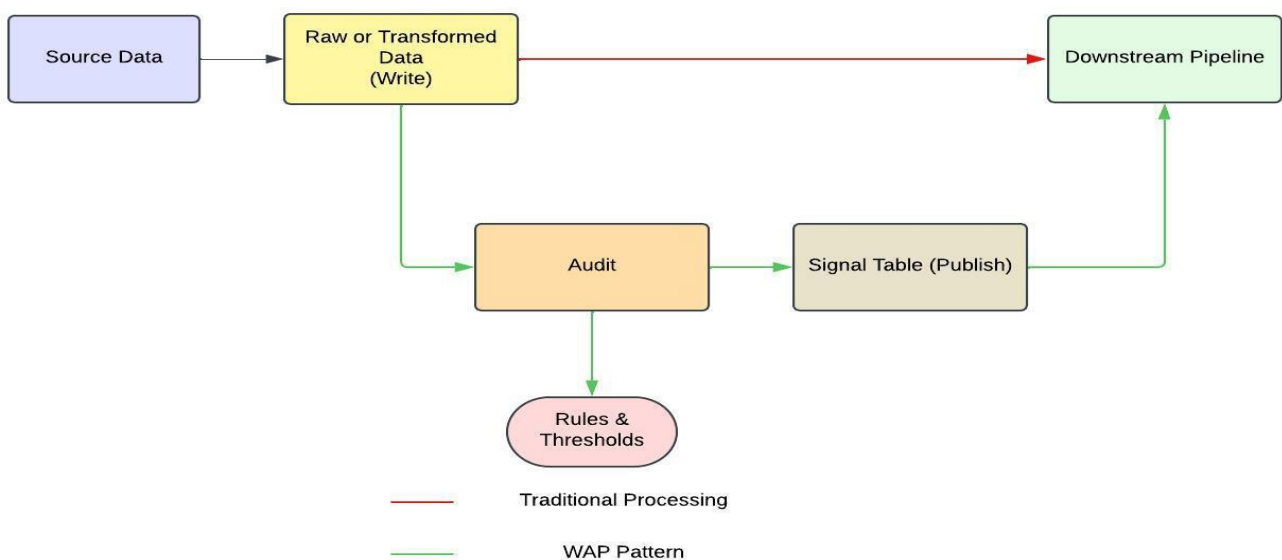 Source Data
Raw or Transformed
Data
(Write)
Downstream Pipeline
Audit
Signal Table (Publish)
Rules &
Thresholds
Traditional Processing
WAP Pattern